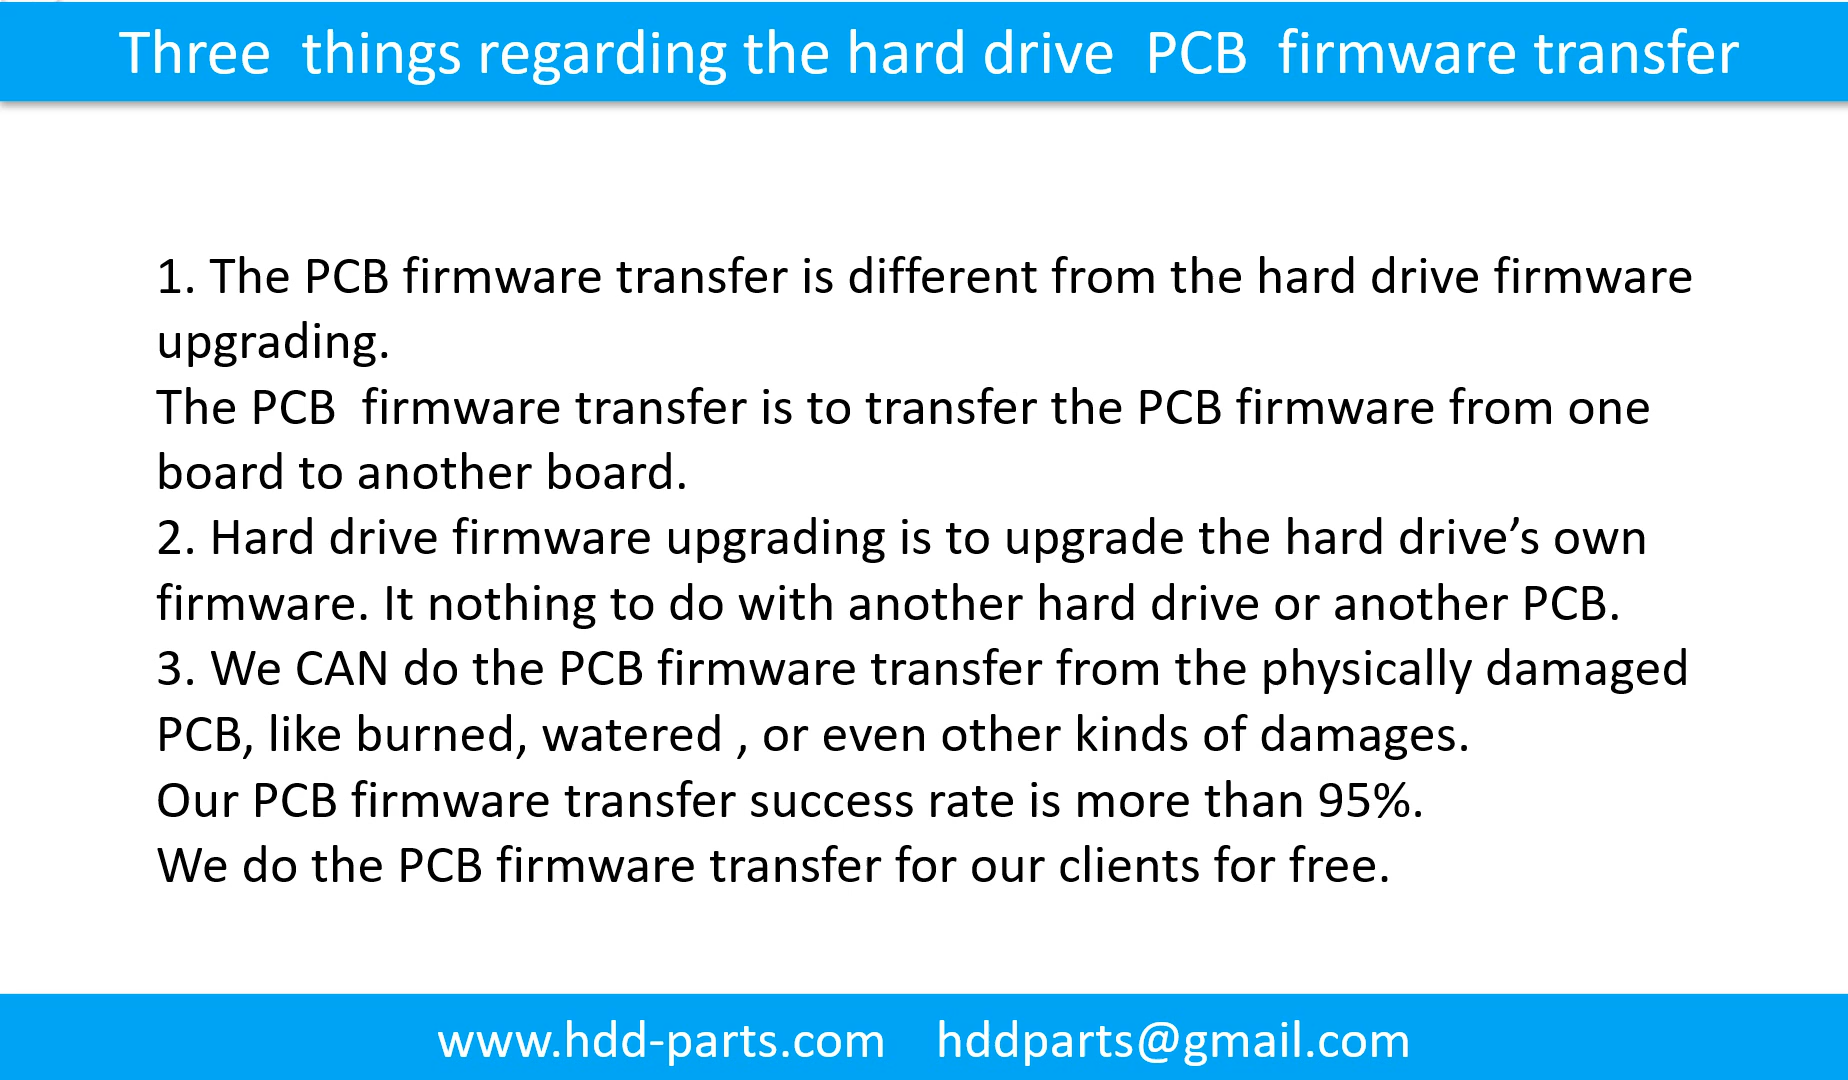 Three  things regarding the hard drive  PCB  firmware transfer
1. The PCB firmware transfer is different from the hard drive firmware
upgrading.
The PCB  firmware transfer is to transfer the PCB firmware from one
board to another board.
2. Hard drive firmware upgrading is to upgrade the hard drive’s own
firmware. It nothing to do with another hard drive or another PCB.
3. We CAN do the PCB firmware transfer from the physically damaged
PCB, like burned, watered , or even other kinds of damages.
Our PCB firmware transfer success rate is more than 95%.
We do the PCB firmware transfer for our clients for free.
www.hdd-parts.com    hddparts@gmail.com